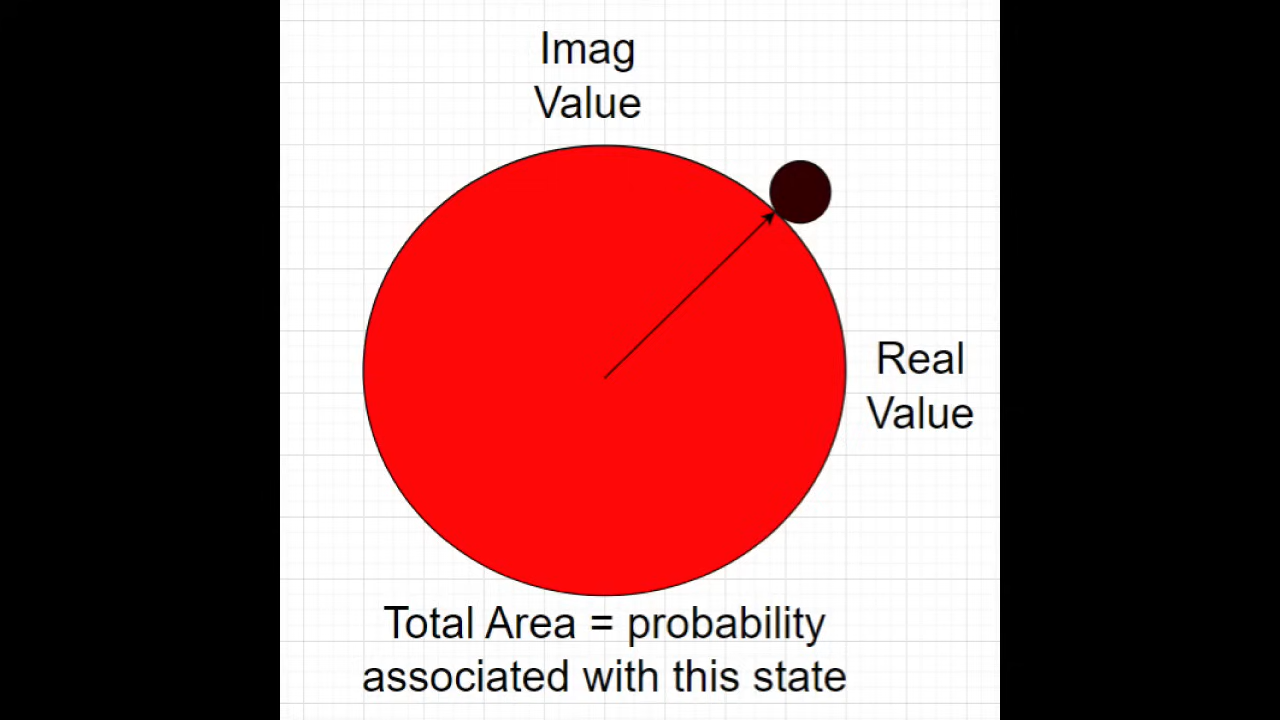 Imag
Value
Real
Value
Total Area = probability
associated with this state